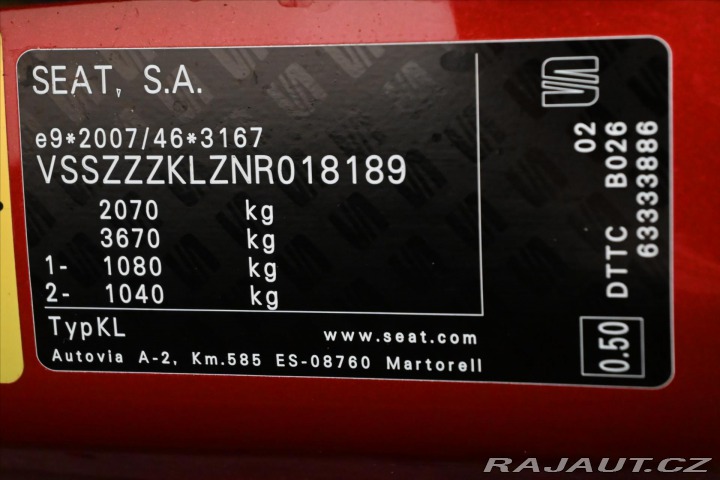 SEAT, S.A.
e9*2007/46*3167
VSSZZZKLZNR018189
2070 kg
3670 kg
1- 1080 kg
2- 1040 kg
TypKL www.seat.com
Autovia A-2, Km.585 ES-08760 Martorell
02
DTTC B026
63333886
0.50
RAJAUT.CZ